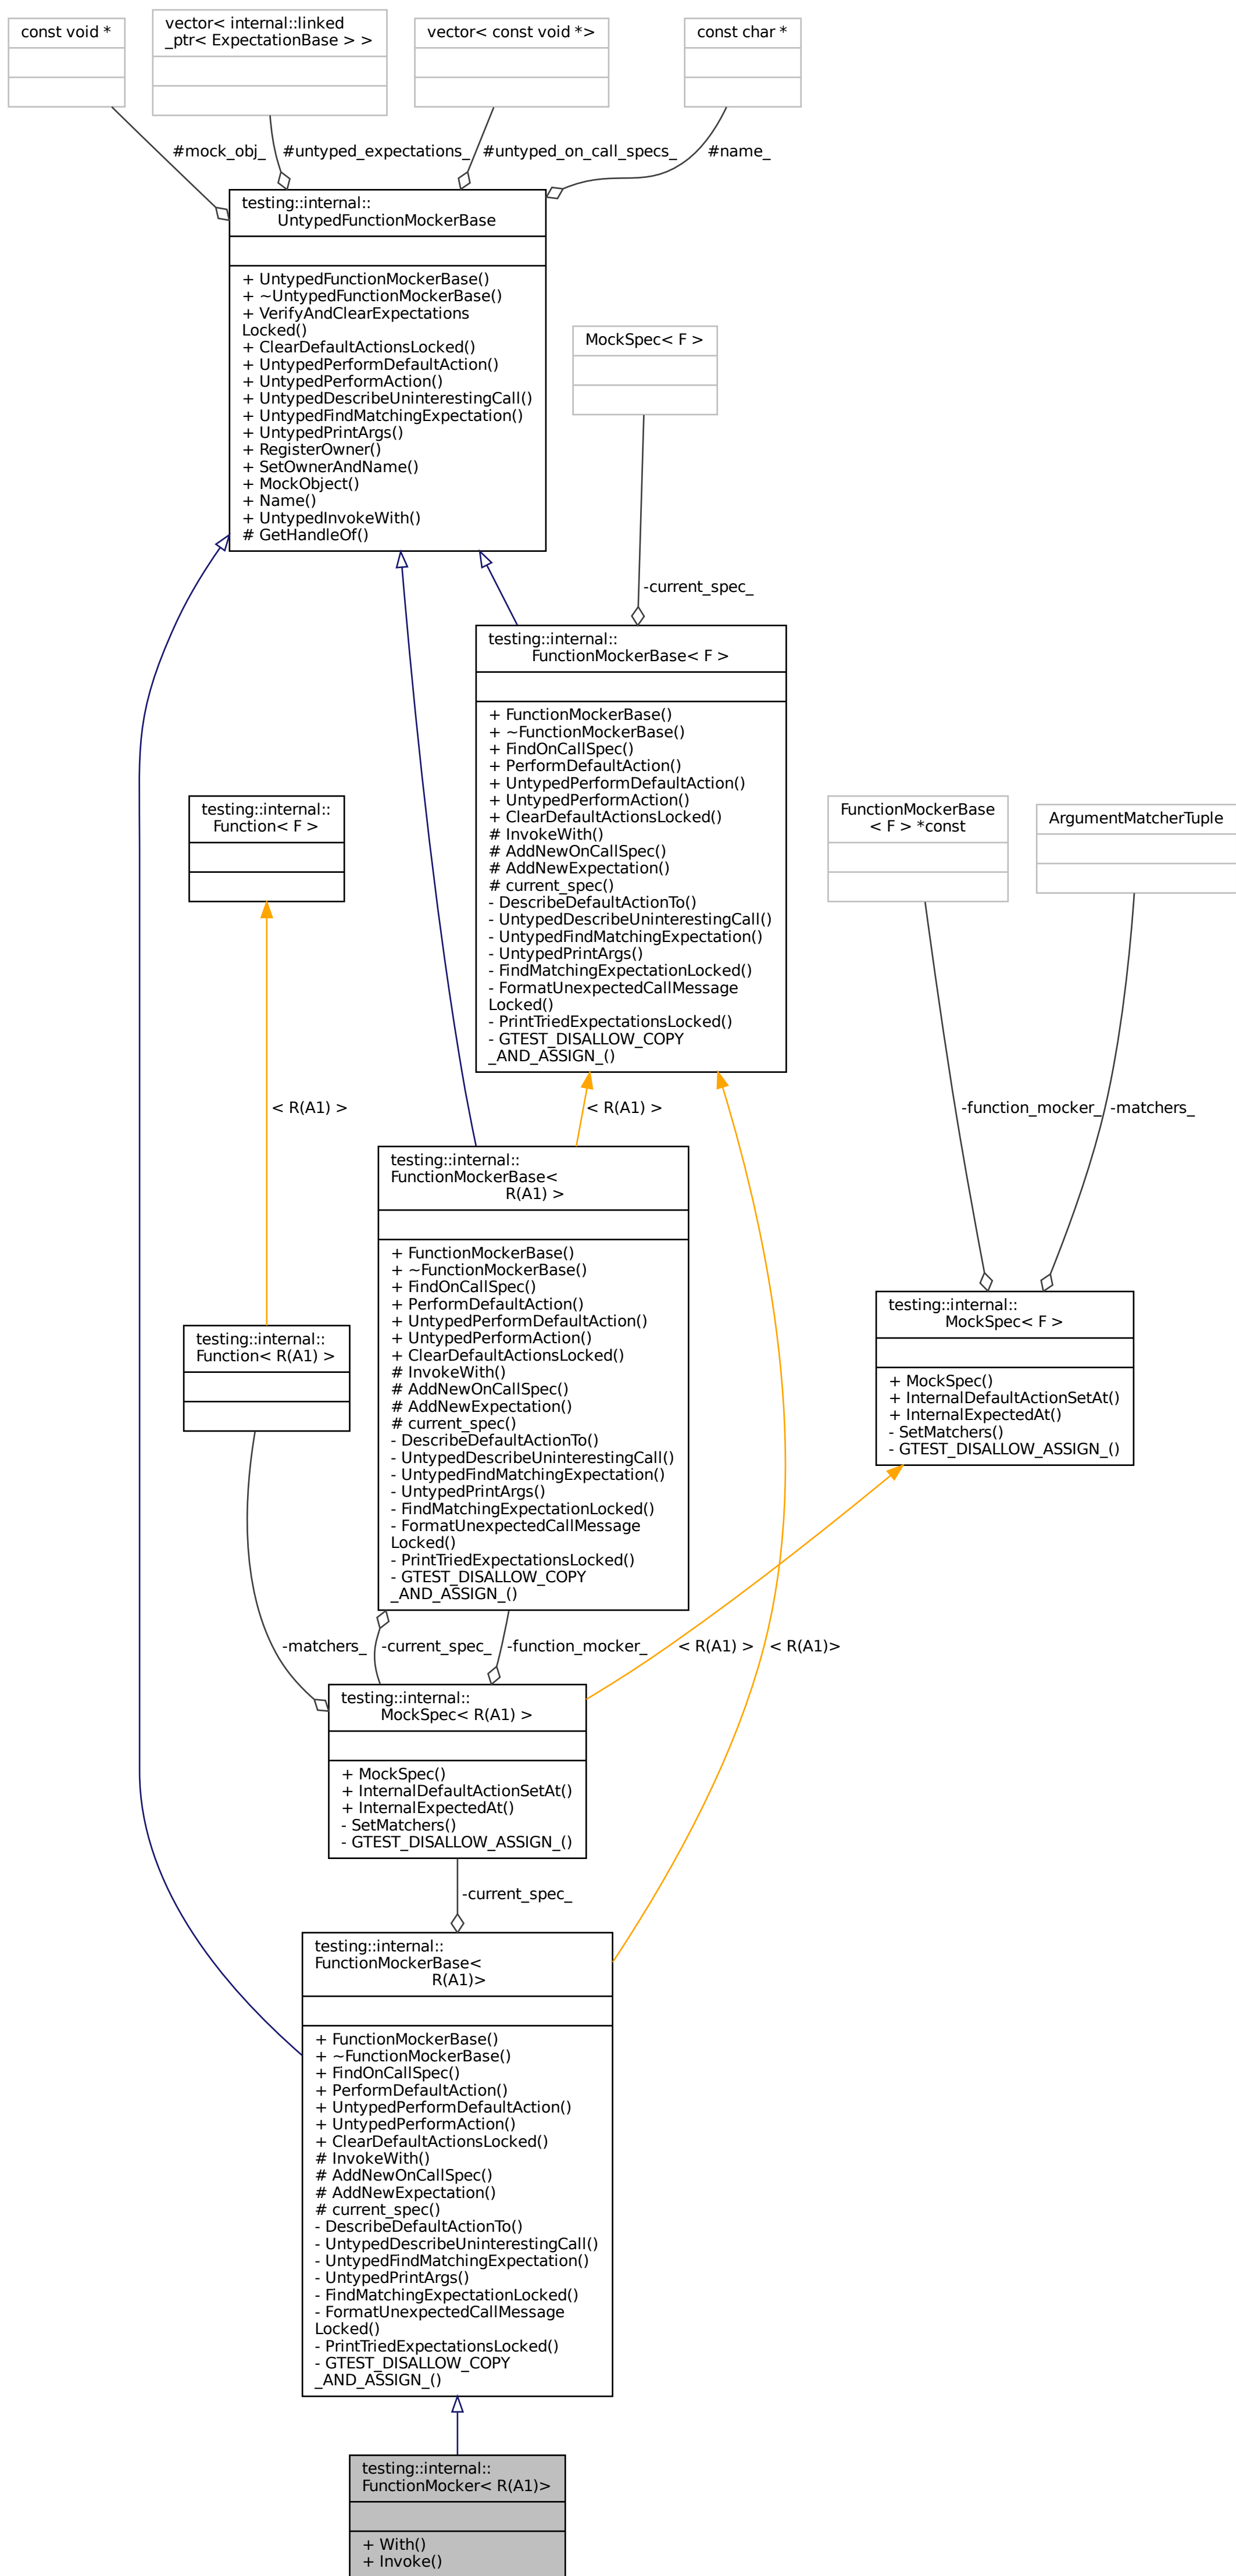 const void *
vector< internal::linked
_ptr< ExpectationBase > >
vector< const void *>
const char *
#mock_obj_
#untyped_expectations_
#untyped_on_call_specs_
#name_
testing::internal::
UntypedFunctionMockerBase
+ UntypedFunctionMockerBase()
+ ~UntypedFunctionMockerBase()
+ VerifyAndClearExpectations
Locked()
+ ClearDefaultActionsLocked()
+ UntypedPerformDefaultAction()
+ UntypedPerformAction()
+ UntypedDescribeUninterestingCall()
+ UntypedFindMatchingExpectation()
+ UntypedPrintArgs()
+ RegisterOwner()
+ SetOwnerAndName()
+ MockObject()
+ Name()
+ UntypedInvokeWith()
# GetHandleOf()
MockSpec< F >
-current_spec_
testing::internal::
FunctionMockerBase< F >
+ FunctionMockerBase()
+ ~FunctionMockerBase()
+ FindOnCallSpec()
+ PerformDefaultAction()
+ UntypedPerformDefaultAction()
+ UntypedPerformAction()
+ ClearDefaultActionsLocked()
# InvokeWith()
# AddNewOnCallSpec()
# AddNewExpectation()
# current_spec()
- DescribeDefaultActionTo()
- UntypedDescribeUninterestingCall()
- UntypedFindMatchingExpectation()
- UntypedPrintArgs()
- FindMatchingExpectationLocked()
- FormatUnexpectedCallMessage
Locked()
- PrintTriedExpectationsLocked()
- GTEST_DISALLOW_COPY
_AND_ASSIGN_()
testing::internal::
Function< F >
FunctionMockerBase
< F > *const
ArgumentMatcherTuple
< R(A1) >
< R(A1) >
-function_mocker_
-matchers_
testing::internal::
FunctionMockerBase<
R(A1) >
+ FunctionMockerBase()
+ ~FunctionMockerBase()
+ FindOnCallSpec()
+ PerformDefaultAction()
+ UntypedPerformDefaultAction()
+ UntypedPerformAction()
+ ClearDefaultActionsLocked()
# InvokeWith()
# AddNewOnCallSpec()
# AddNewExpectation()
# current_spec()
- DescribeDefaultActionTo()
- UntypedDescribeUninterestingCall()
- UntypedFindMatchingExpectation()
- UntypedPrintArgs()
- FindMatchingExpectationLocked()
- FormatUnexpectedCallMessage
Locked()
- PrintTriedExpectationsLocked()
- GTEST_DISALLOW_COPY
_AND_ASSIGN_()
testing::internal::
Function< R(A1) >
testing::internal::
MockSpec< F >
+ MockSpec()
+ InternalDefaultActionSetAt()
+ InternalExpectedAt()
- SetMatchers()
- GTEST_DISALLOW_ASSIGN_()
-matchers_
-current_spec_
-function_mocker_
< R(A1) >
< R(A1)>
testing::internal::
MockSpec< R(A1) >
+ MockSpec()
+ InternalDefaultActionSetAt()
+ InternalExpectedAt()
- SetMatchers()
- GTEST_DISALLOW_ASSIGN_()
-current_spec_
testing::internal::
FunctionMockerBase<
R(A1)>
+ FunctionMockerBase()
+ ~FunctionMockerBase()
+ FindOnCallSpec()
+ PerformDefaultAction()
+ UntypedPerformDefaultAction()
+ UntypedPerformAction()
+ ClearDefaultActionsLocked()
# InvokeWith()
# AddNewOnCallSpec()
# AddNewExpectation()
# current_spec()
- DescribeDefaultActionTo()
- UntypedDescribeUninterestingCall()
- UntypedFindMatchingExpectation()
- UntypedPrintArgs()
- FindMatchingExpectationLocked()
- FormatUnexpectedCallMessage
Locked()
- PrintTriedExpectationsLocked()
- GTEST_DISALLOW_COPY
_AND_ASSIGN_()
testing::internal::
FunctionMocker< R(A1)>
+ With()
+ Invoke()